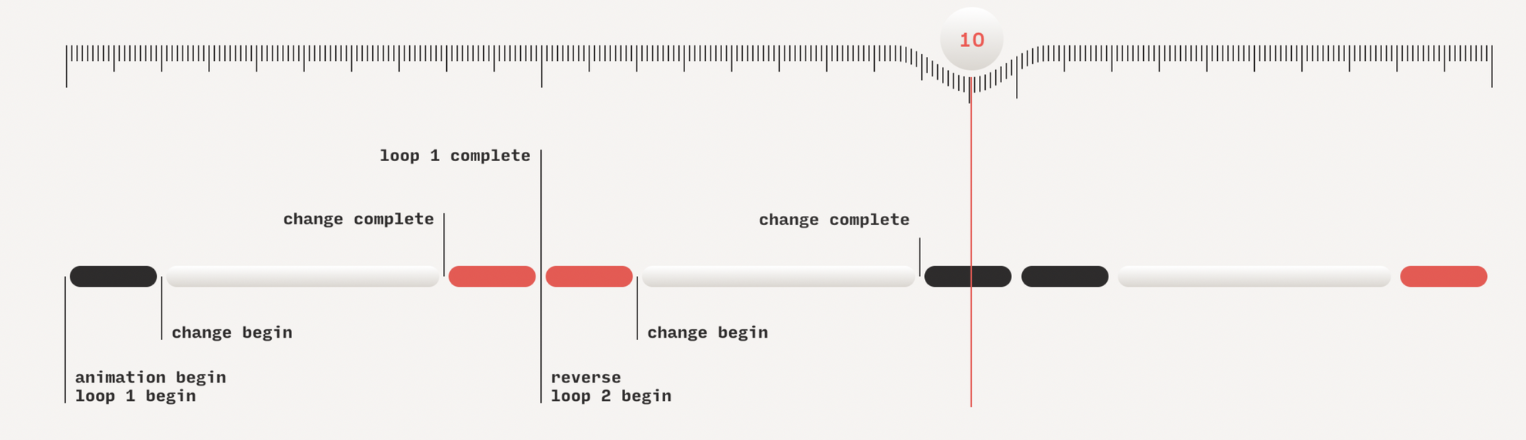 10
loop 1 complete
change complete
change complete
change begin
change begin
animation begin
loop 1 begin
reverse
loop 2 begin